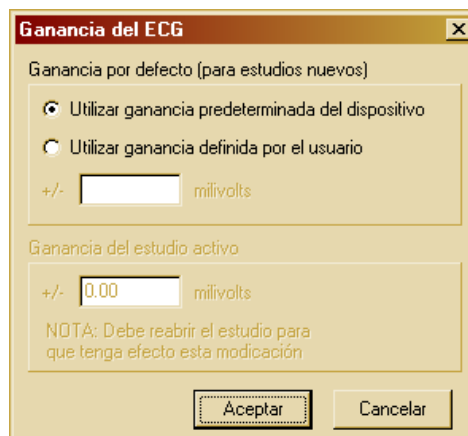 Ganancia del ECG
Ganancia por defecto (para estudios nuevos)
Utilizar ganancia predeterminada del dispositivo
Utilizar ganancia definida por el usuario
+/- milivolts
Ganancia del estudio activo
+/- 0.00 milivolts
NOTA: Debe reabrir el estudio para
que tenga efecto esta modicación
Aceptar Cancelar